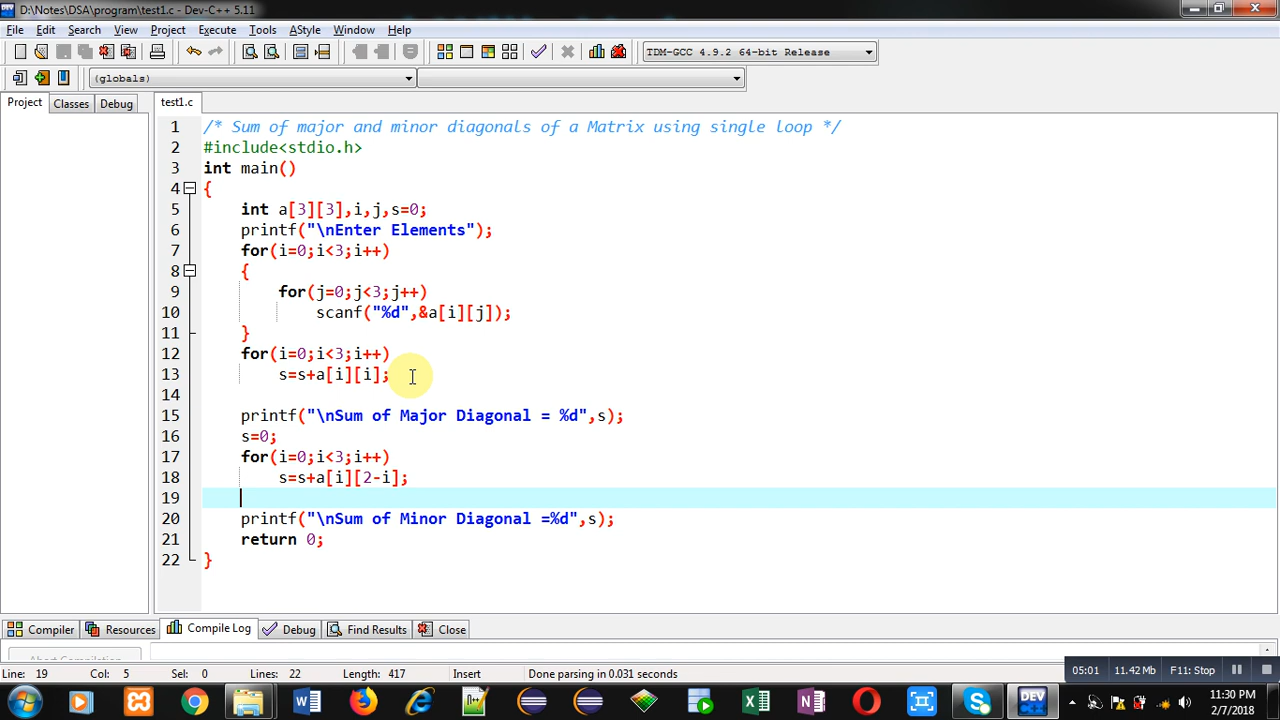 D:\Notes\DSA\program\test1.c - Dev-C++ 5.11
File Edit Search View Project Execute Tools AStyle Window Help
TDM-GCC 4.9.2 64-bit Release
(globals)
Project Classes Debug test1.c
1 /* Sum of major and minor diagonals of a Matrix using single loop */
2 #include<stdio.h>
3 int main()
4 {
5 int a[3][3],i,j,s=0;
6 printf("\nEnter Elements");
7 for(i=0;i<3;i++)
8 {
9 for(j=0;j<3;j++)
10 scanf("%d",&a[i][j]);
11 }
12 for(i=0;i<3;i++)
13 s=s+a[i][i];
14
15 printf("\nSum of Major Diagonal = %d",s);
16 s=0;
17 for(i=0;i<3;i++)
18 s=s+a[i][2-i];
19
20 printf("\nSum of Minor Diagonal =%d",s);
21 return 0;
22 }
Compiler Resources Compile Log Debug Find Results Close
Abort Compilation
Line: 19 Col: 5 Sel: 0 Lines: 22 Length: 417 Insert Done parsing in 0.031 seconds
05:01 11.42 Mb F11: Stop
11:30 PM
2/7/2018